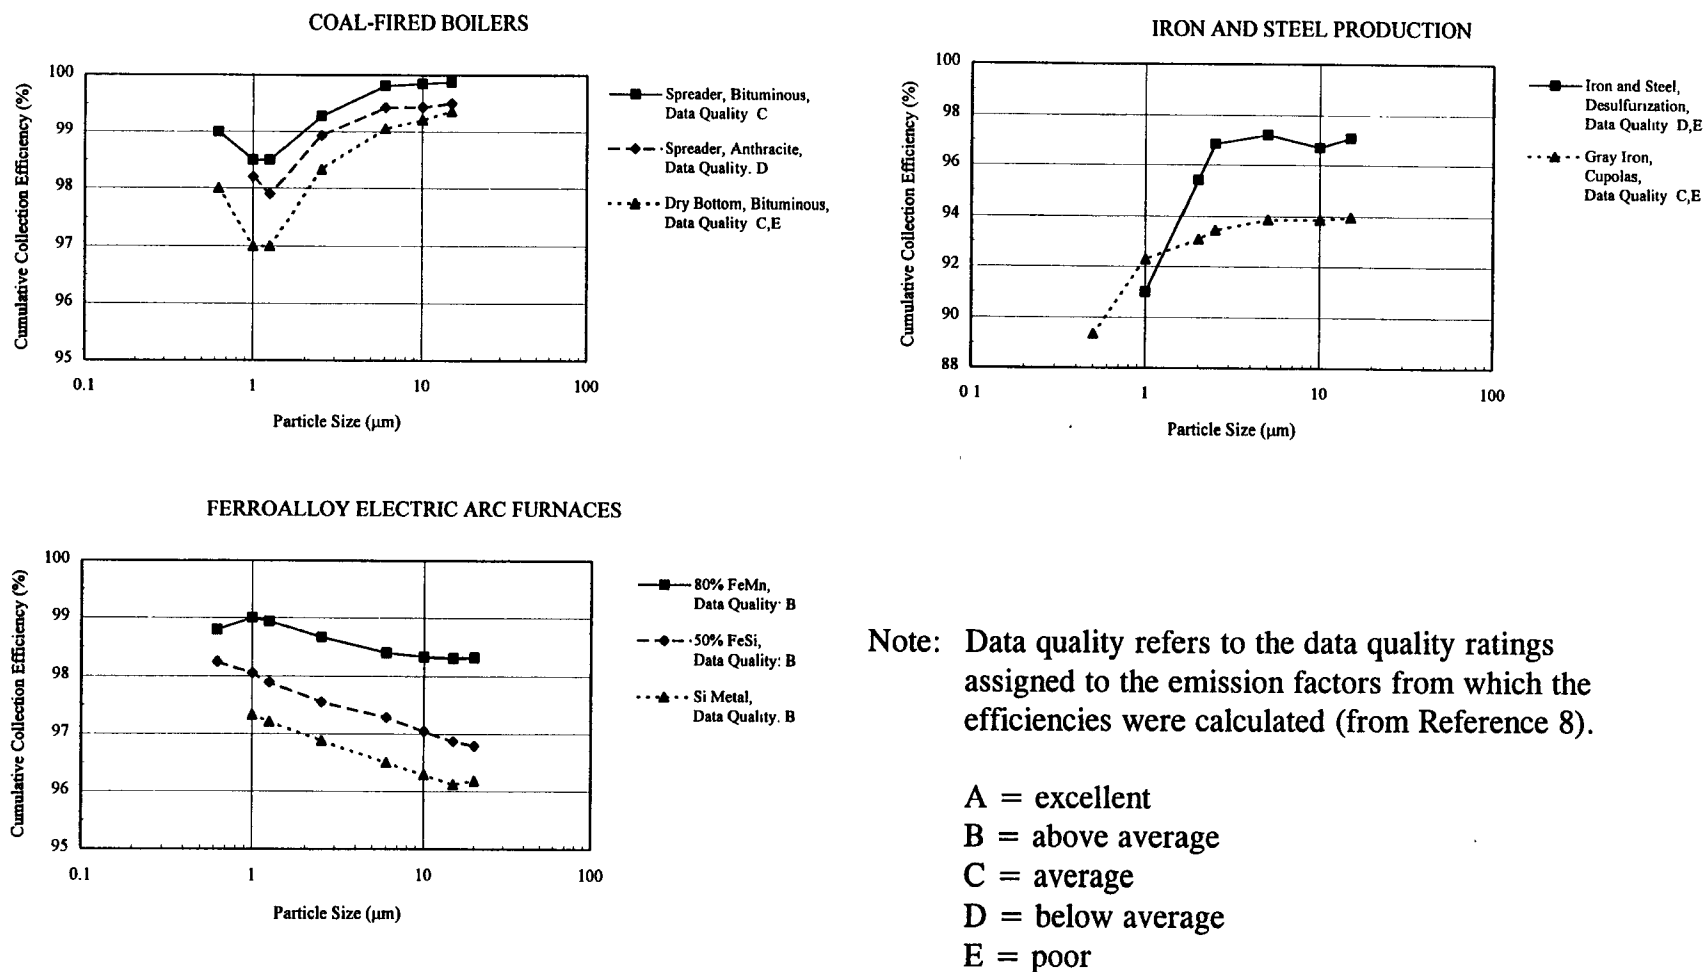 COAL-FIRED BOILERS
Cumulative Collection Efficiency (%)
100
99
98
97
96
95
0.1
1
10
100
Particle Size (μm)
Spreader, Bituminous,
Data Quality C
Spreader, Anthracite,
Data Quality. D
Dry Bottom, Bituminous,
Data Quality C,E
IRON AND STEEL PRODUCTION
Cumulative Collection Efficiency (%)
100
98
96
94
92
90
88
0 1
1
10
100
Particle Size (μm)
Iron and Steel,
Desulfurization,
Data Quality D,E
Gray Iron,
Cupolas,
Data Quality C,E
FERROALLOY ELECTRIC ARC FURNACES
Cumulative Collection Efficiency (%)
100
99
98
97
96
95
0.1
1
10
100
Particle Size (μm)
80% FeMn,
Data Quality· B
50% FeSi,
Data Quality: B
Si Metal,
Data Quality. B
Note: Data quality refers to the data quality ratings
assigned to the emission factors from which the
efficiencies were calculated (from Reference 8).
A = excellent
B = above average
C = average
D = below average
E = poor